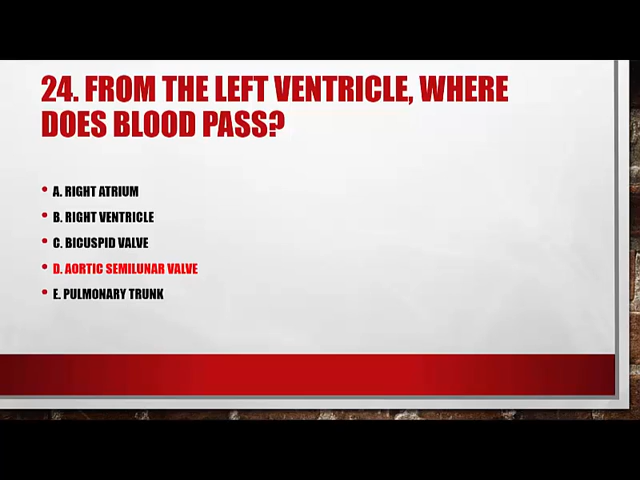 24. FROM THE LEFT VENTRICLE, WHERE
DOES BLOOD PASS?
• A. RIGHT ATRIUM
• B. RIGHT VENTRICLE
• C. BICUSPID VALVE
• D. AORTIC SEMILUNAR VALVE
• E. PULMONARY TRUNK